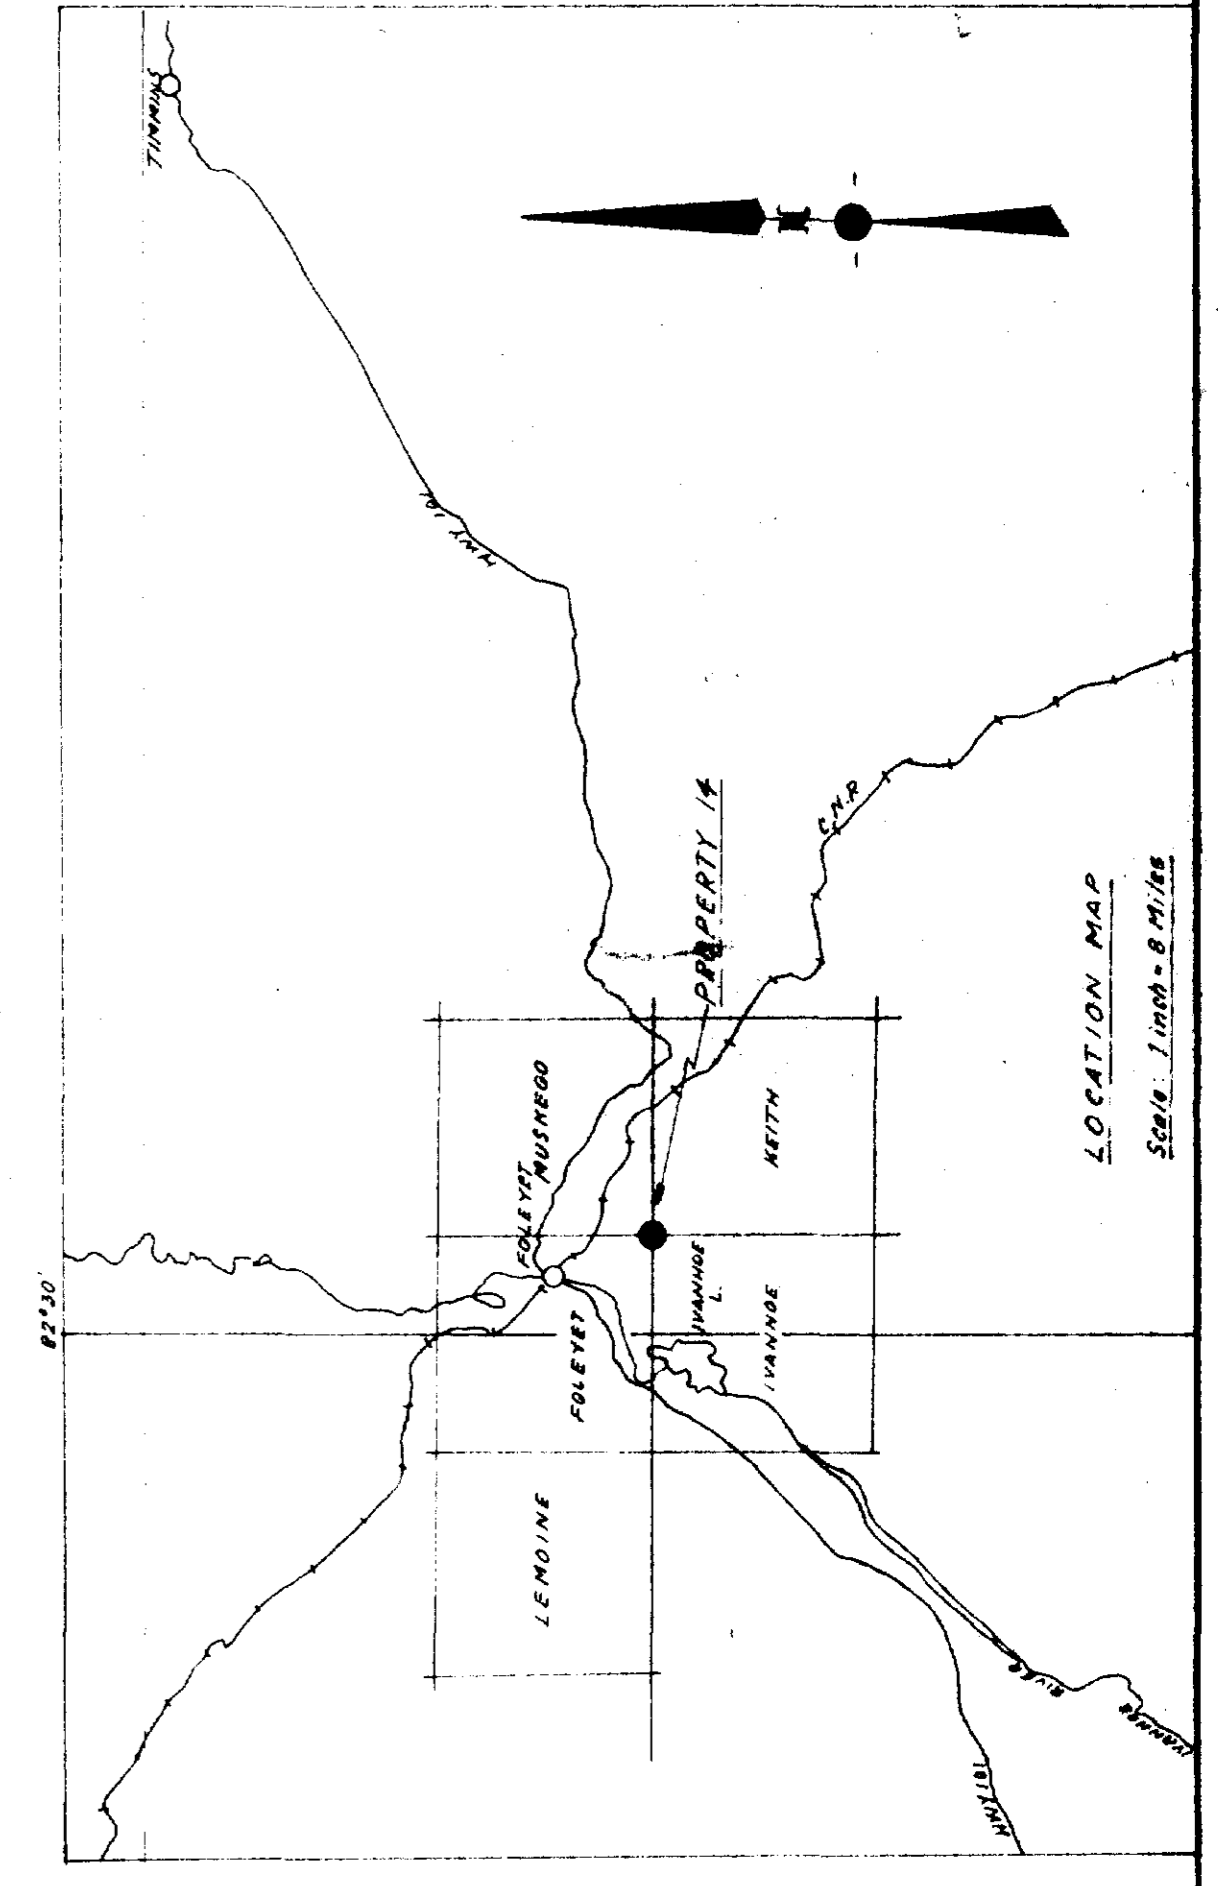 82°30'
TIMMINS
HWY 101
FOLEYET
MUSKEGO
FOLEYET
LEMOINE
PROPERTY 14
C.N.R
KEITH
IVANHOE
L.
IVANHOE
RIVER
IVANHOE
HWY 101
LOCATION MAP
Scale: 1 inch = 8 Miles
N